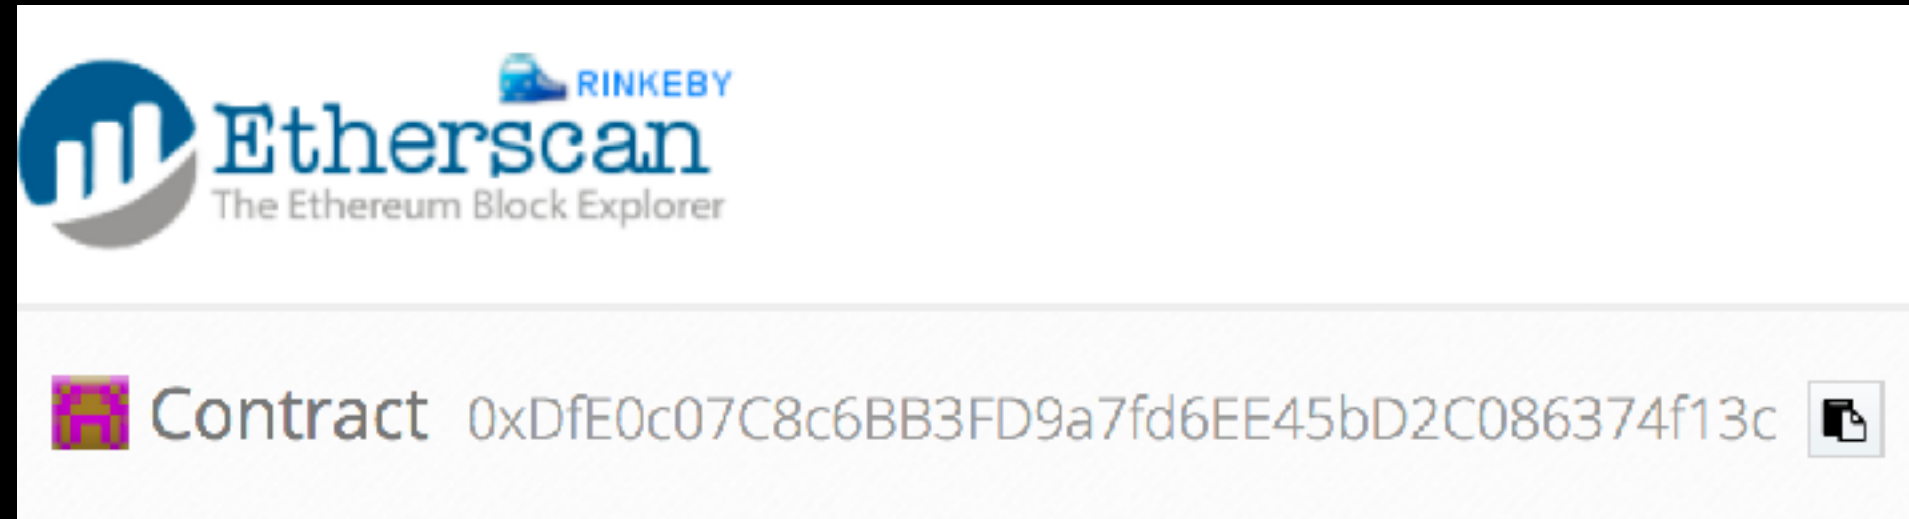 RINKEBY
Etherscan
The Ethereum Block Explorer
Contract 0xDfE0c07C8c6BB3FD9a7fd6EE45bD2C086374f13c